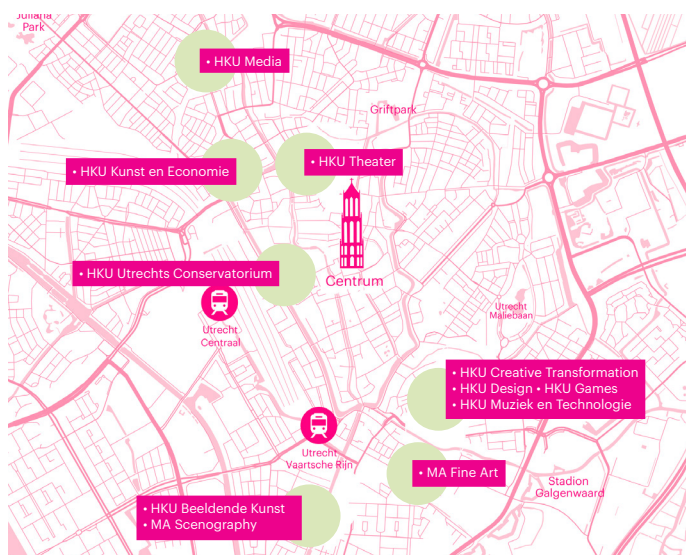 Juliana
Park
• HKU Media
Griftpark
• HKU Kunst en Economie
• HKU Theater
• HKU Utrechts Conservatorium
Centrum
Utrecht
Centraal
Utrecht
Maliebaan
• HKU Creative Transformation
• HKU Design • HKU Games
• HKU Muziek en Technologie
Utrecht
Vaartsche Rijn
• MA Fine Art
Stadion
Galgenwaard
• HKU Beeldende Kunst
• MA Scenography